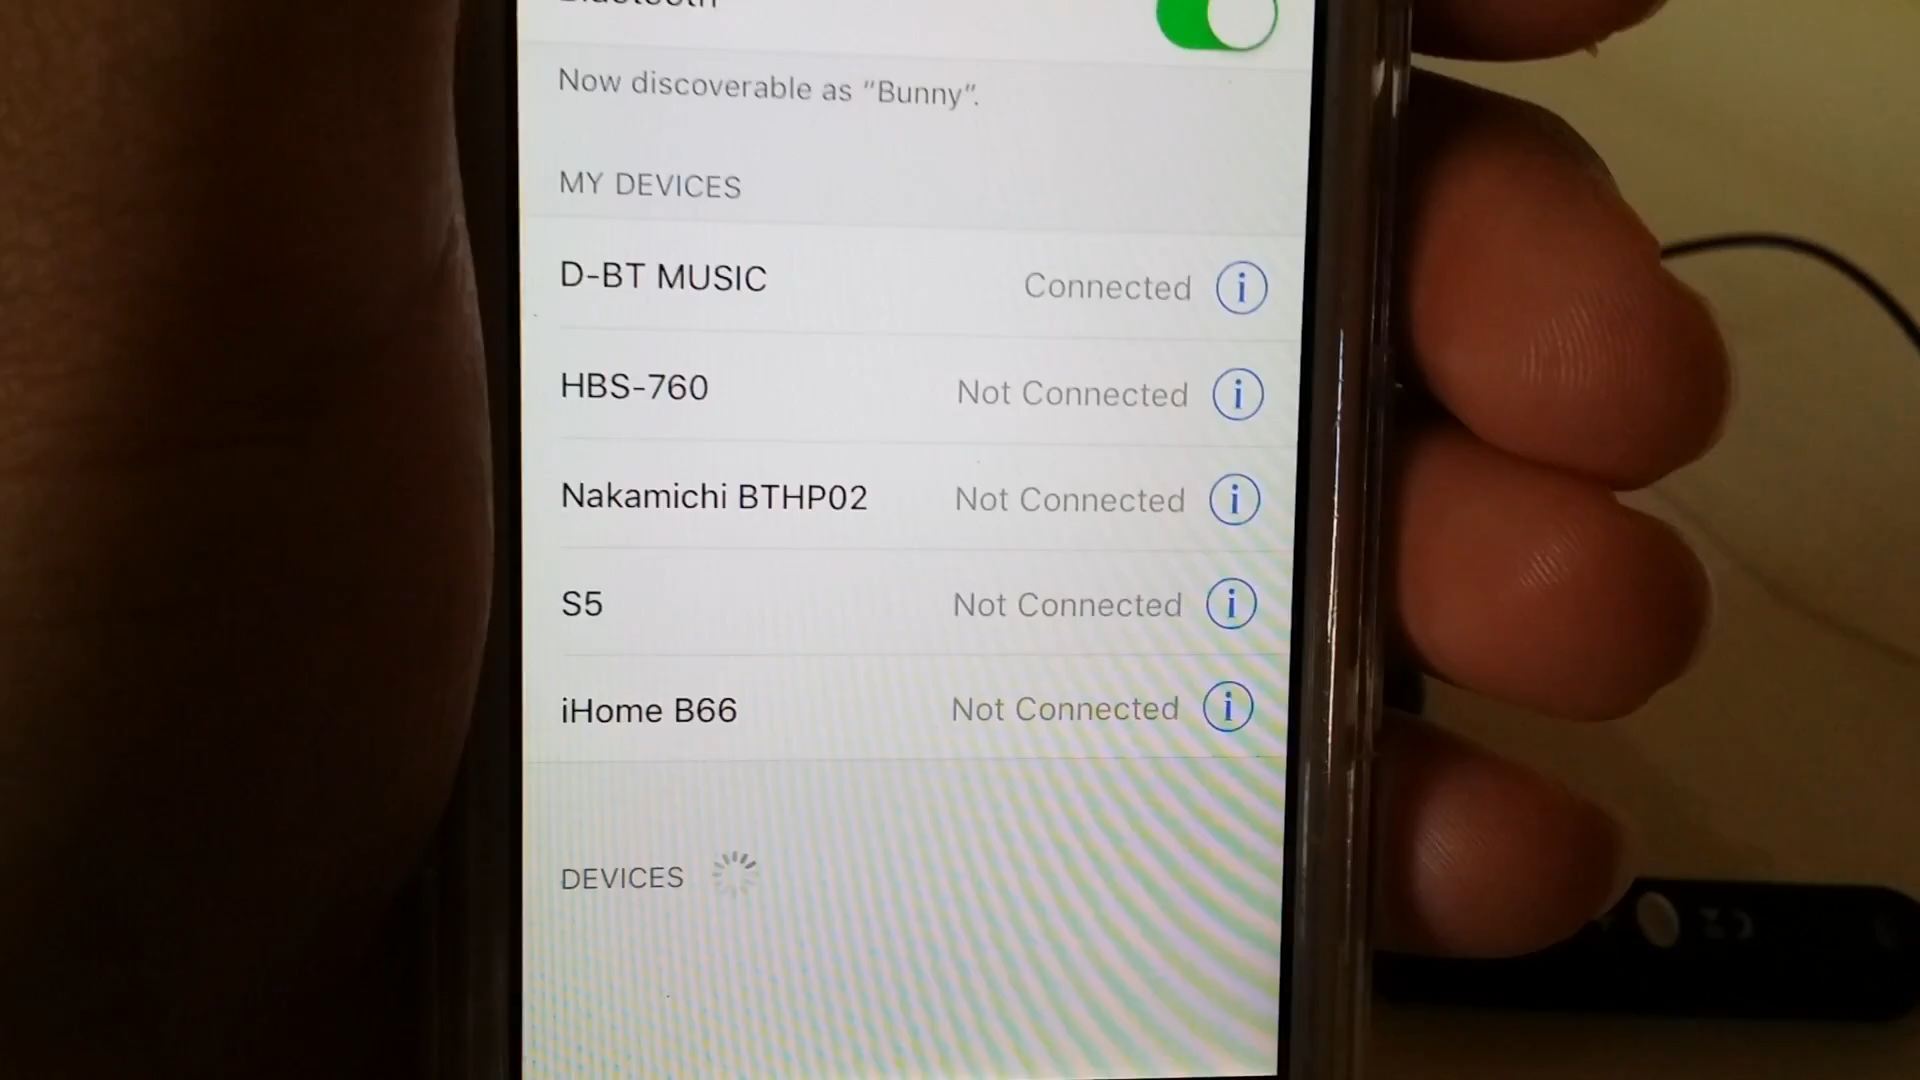 Bluetooth
Now discoverable as “Bunny”.
MY DEVICES
D-BT MUSIC Connected i
HBS-760 Not Connected i
Nakamichi BTHP02 Not Connected i
S5 Not Connected i
iHome B66 Not Connected i
DEVICES